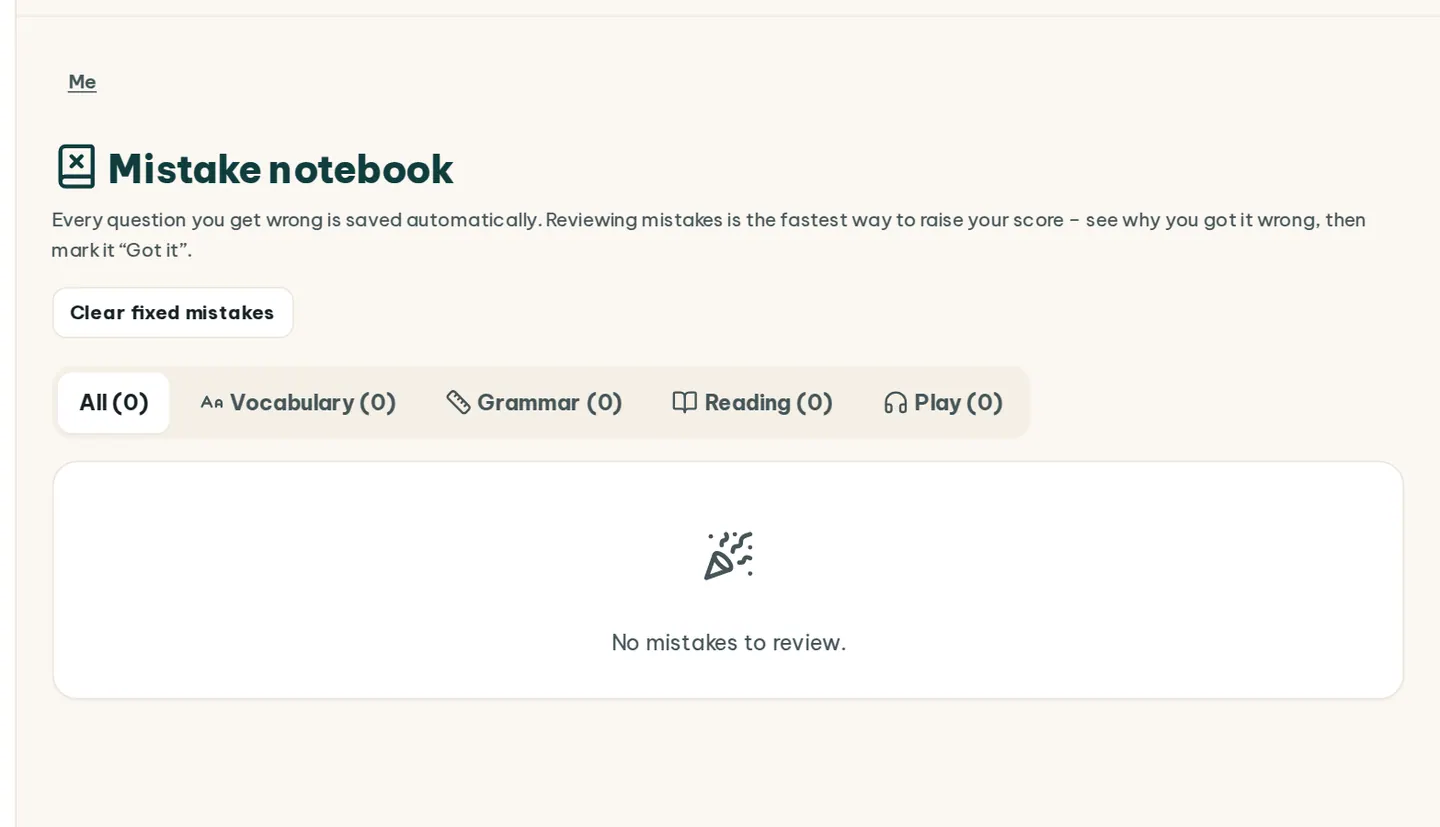 Me
Mistake notebook
Every question you get wrong is saved automatically. Reviewing mistakes is the fastest way to raise your score – see why you got it wrong, then
mark it “Got it”.
Clear fixed mistakes
All (0) Vocabulary (0) Grammar (0) Reading (0) Play (0)
No mistakes to review.